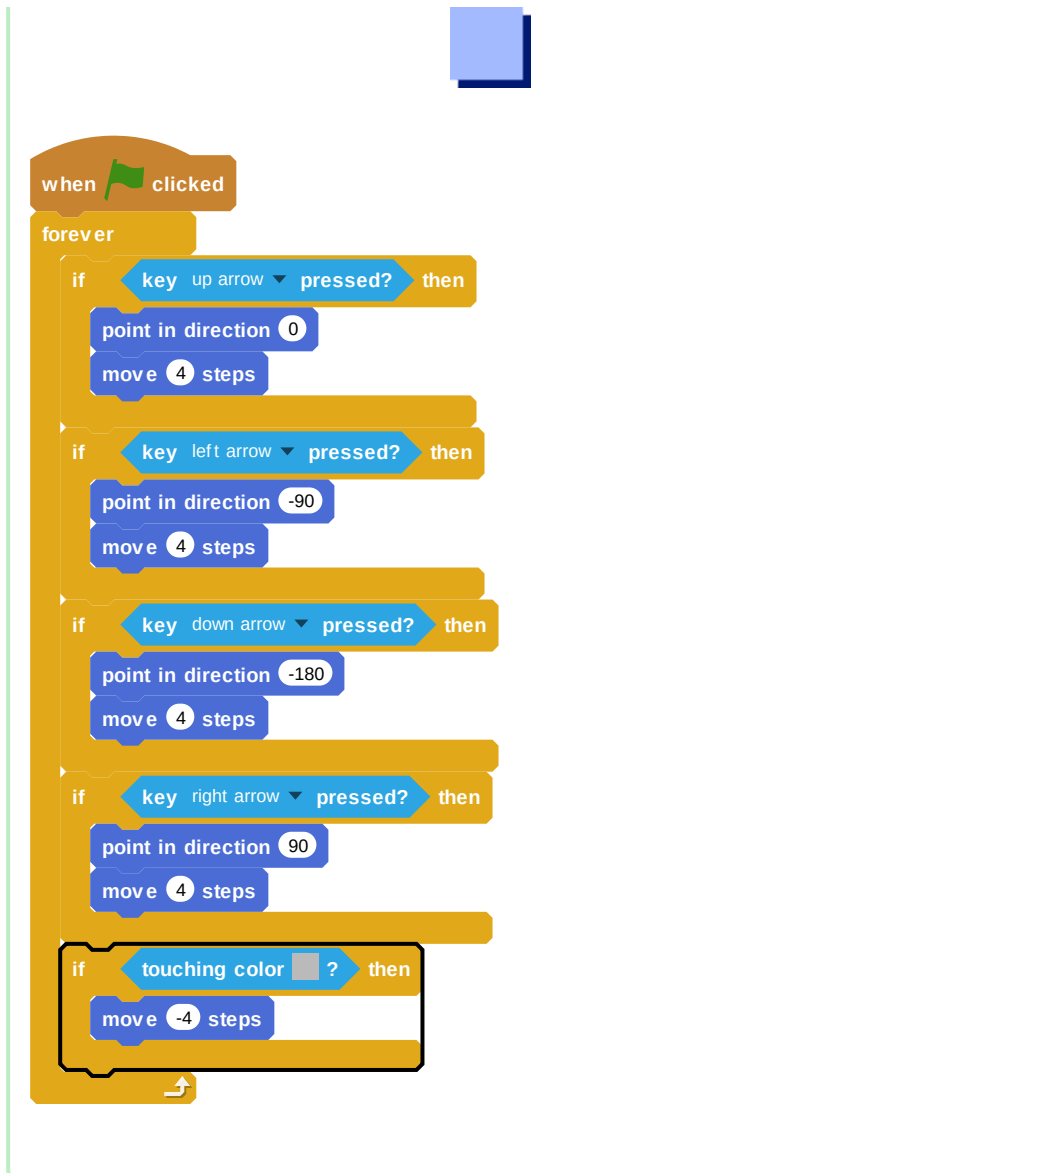 when clicked
forever
if key up arrow pressed? then
point in direction 0
move 4 steps
if key left arrow pressed? then
point in direction -90
move 4 steps
if key down arrow pressed? then
point in direction -180
move 4 steps
if key right arrow pressed? then
point in direction 90
move 4 steps
if touching color ? then
move -4 steps